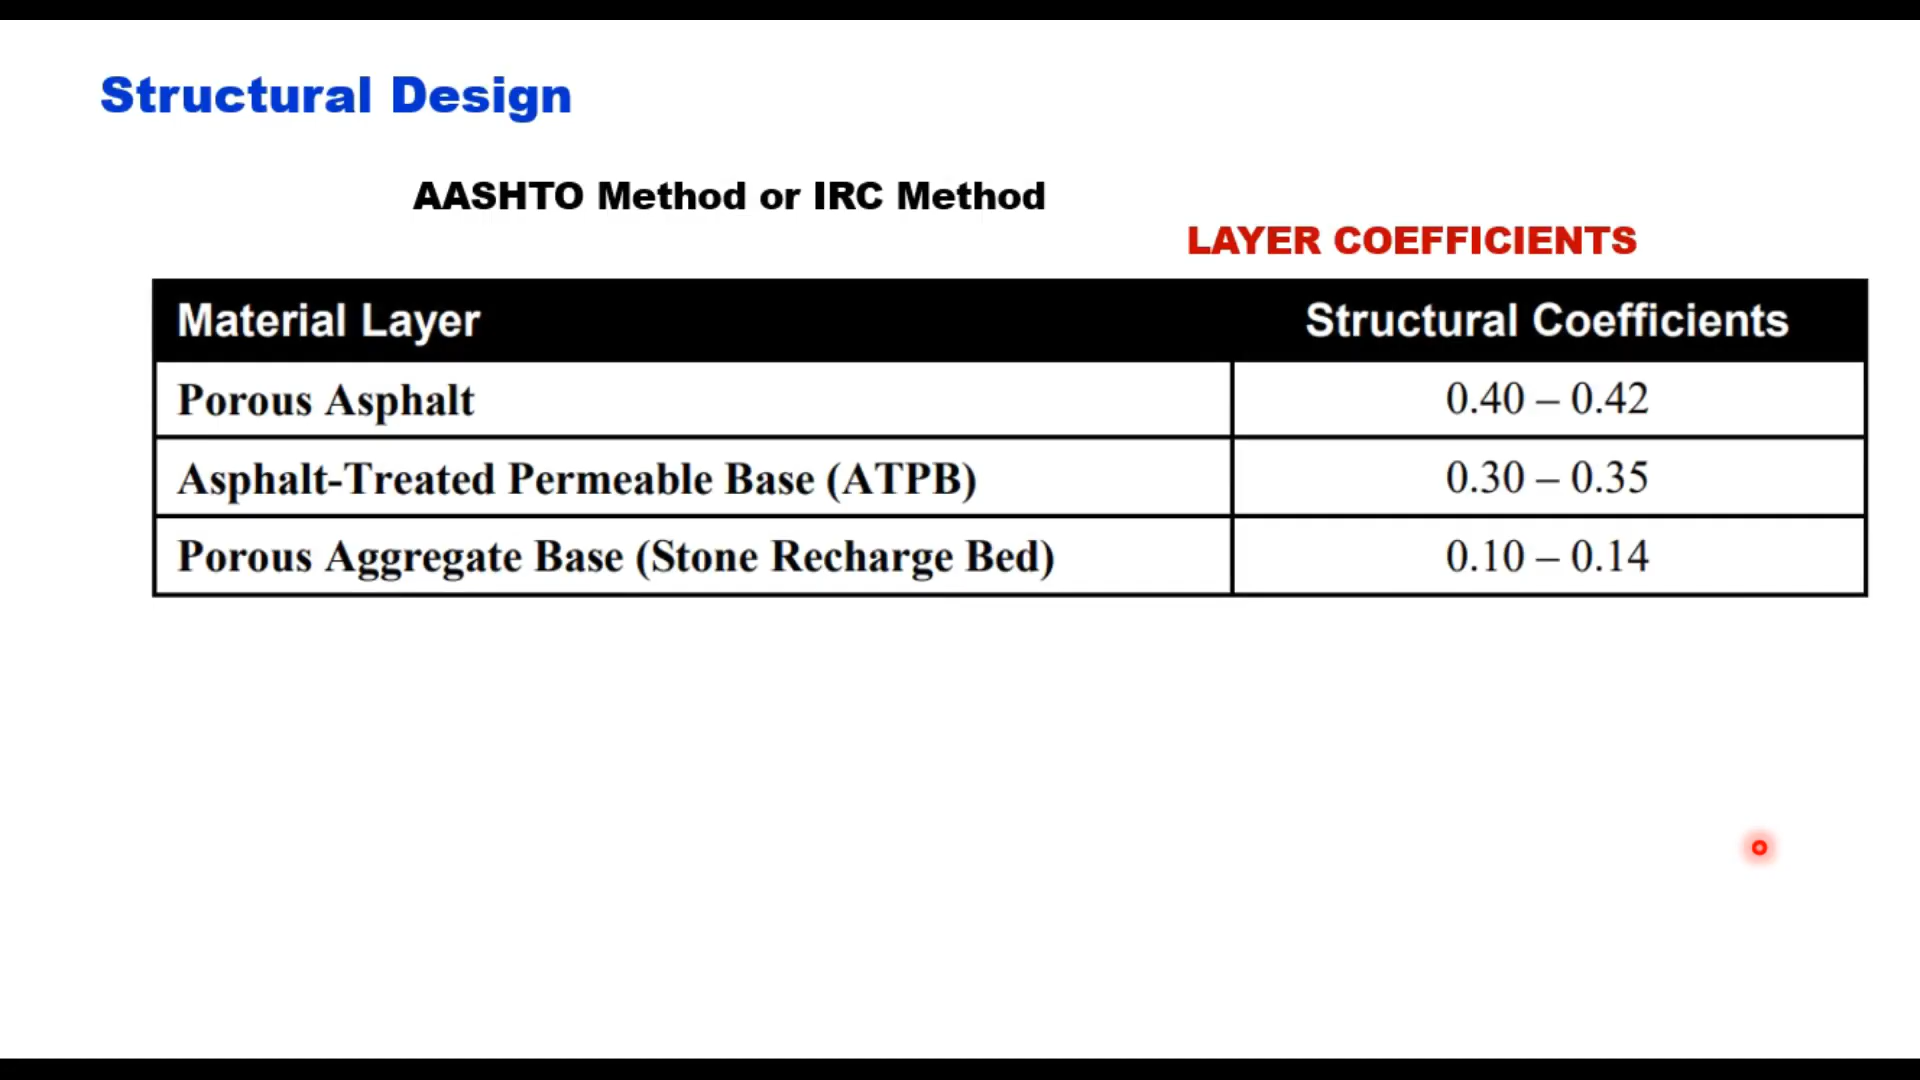 Structural Design
AASHTO Method or IRC Method
LAYER COEFFICIENTS
Material Layer Structural Coefficients
Porous Asphalt 0.40 – 0.42
Asphalt-Treated Permeable Base (ATPB) 0.30 – 0.35
Porous Aggregate Base (Stone Recharge Bed) 0.10 – 0.14